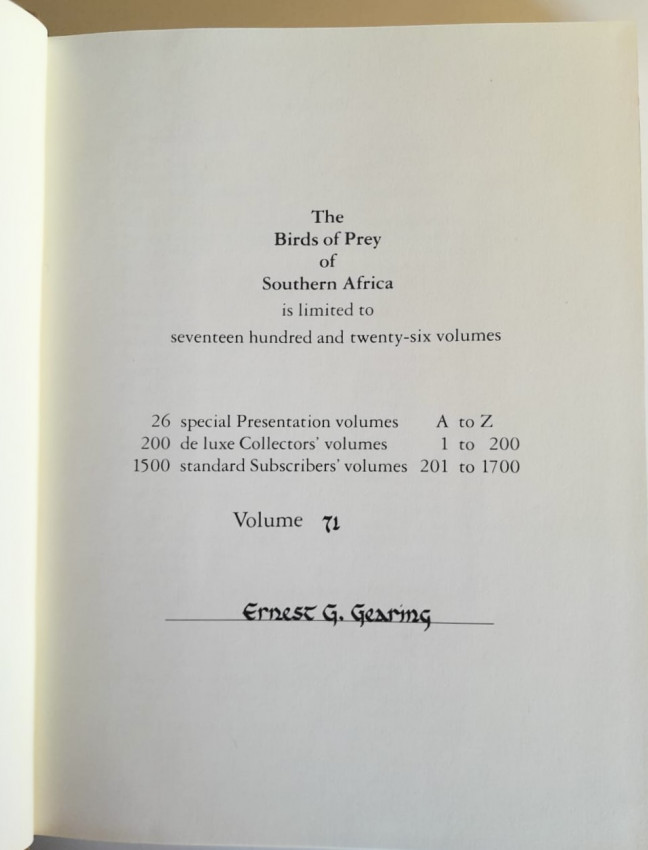 The
Birds of Prey
of
Southern Africa
is limited to
seventeen hundred and twenty-six volumes
26 special Presentation volumes A to Z
200 de luxe Collectors' volumes 1 to 200
1500 standard Subscribers' volumes 201 to 1700
Volume 71
Ernest G. Gearing